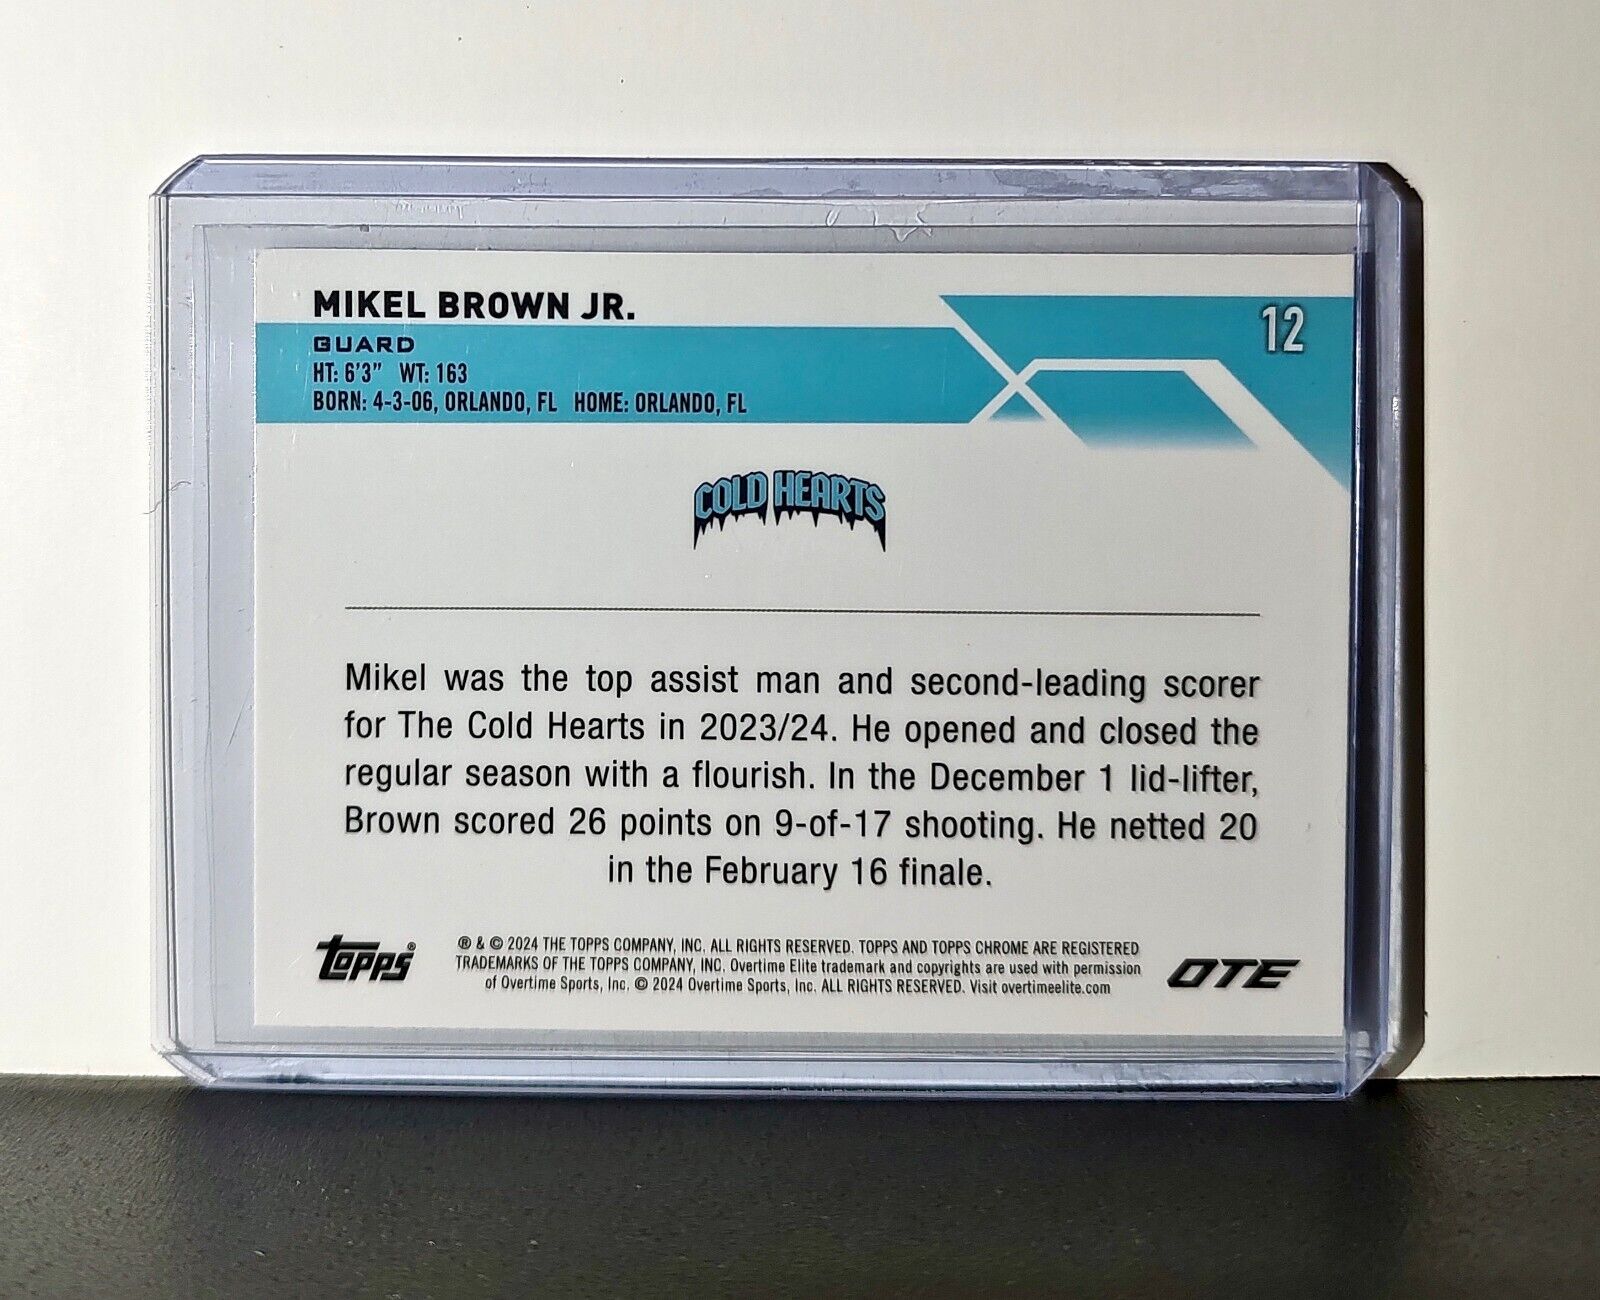 MIKEL BROWN JR.
12
GUARD
HT: 6'3" WT: 163
BORN: 4-3-06, ORLANDO, FL HOME: ORLANDO, FL
COLD HEARTS
Mikel was the top assist man and second-leading scorer
for The Cold Hearts in 2023/24. He opened and closed the
regular season with a flourish. In the December 1 lid-lifter,
Brown scored 26 points on 9-of-17 shooting. He netted 20
in the February 16 finale.
Topps®
® & © 2024 THE TOPPS COMPANY, INC. ALL RIGHTS RESERVED. TOPPS AND TOPPS CHROME ARE REGISTERED
TRADEMARKS OF THE TOPPS COMPANY, INC. Overtime Elite trademark and copyrights are used with permission
of Overtime Sports, Inc. © 2024 Overtime Sports, Inc. ALL RIGHTS RESERVED. Visit overtimeelite.com
OTE